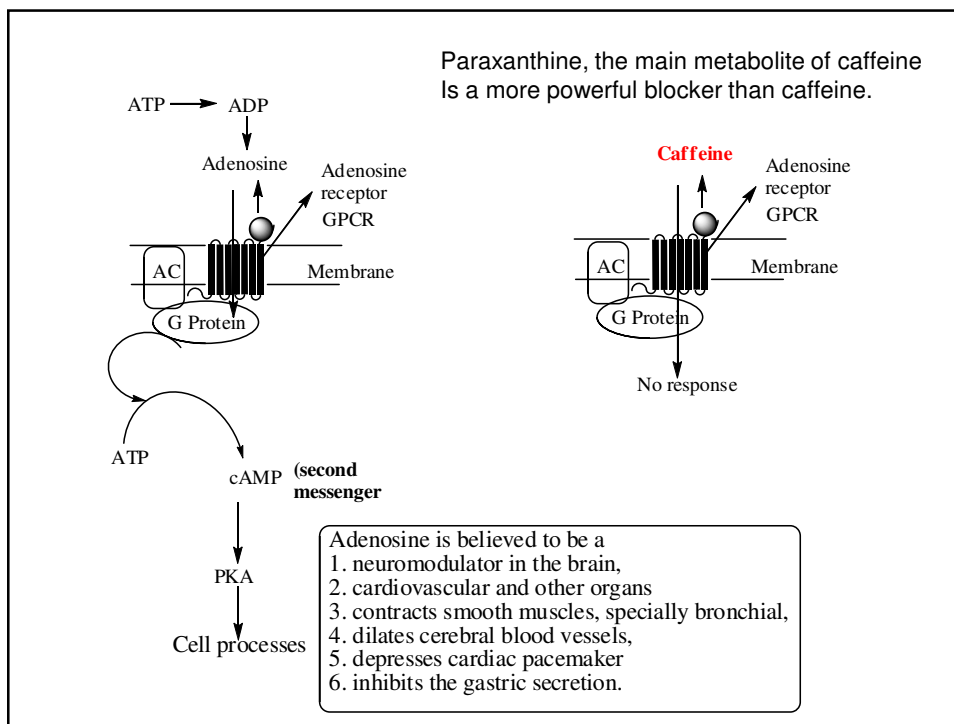 Paraxanthine, the main metabolite of caffeine
Is a more powerful blocker than caffeine.
ATP
ADP
Adenosine
Adenosine
receptor
GPCR
AC
Membrane
G Protein
ATP
cAMP
(second
messenger
PKA
Cell processes
Caffeine
Adenosine
receptor
GPCR
AC
Membrane
G Protein
No response
Adenosine is believed to be a
1. neuromodulator in the brain,
2. cardiovascular and other organs
3. contracts smooth muscles, specially bronchial,
4. dilates cerebral blood vessels,
5. depresses cardiac pacemaker
6. inhibits the gastric secretion.